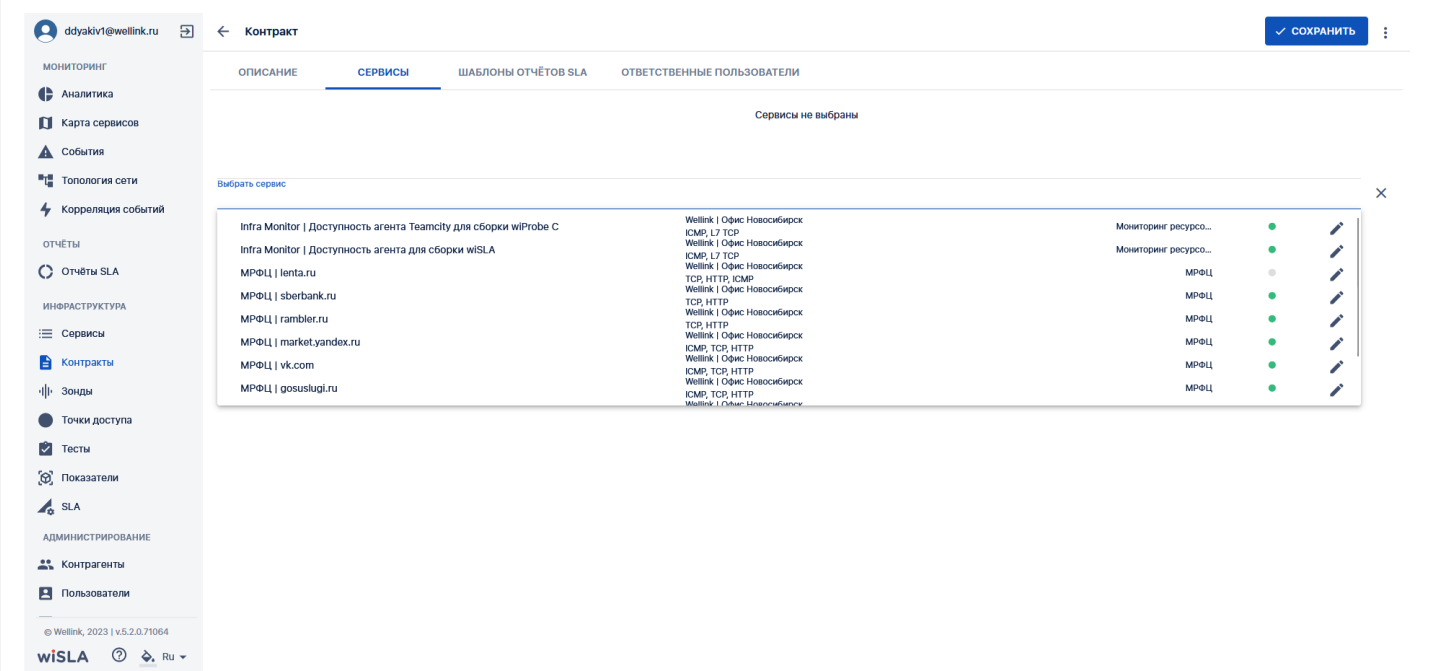 ddyakiv1@wellink.ru
МОНИТОРИНГ
Аналитика
Карта сервисов
События
Топология сети
Корреляция событий
ОТЧЁТЫ
Отчёты SLA
ИНФРАСТРУКТУРА
Сервисы
Контракты
Зонды
Точки доступа
Тесты
Показатели
SLA
АДМИНИСТРИРОВАНИЕ
Контрагенты
Пользователи
© Wellink, 2023 | v.5.2.0.71064
wiSLA Ru
Контракт
СОХРАНИТЬ
ОПИСАНИЕ СЕРВИСЫ ШАБЛОНЫ ОТЧЁТОВ SLA ОТВЕТСТВЕННЫЕ ПОЛЬЗОВАТЕЛИ
Сервисы не выбраны
Выбрать сервис
Infra Monitor | Доступность агента Teamcity для сборки wiProbe C
Wellink | Офис Новосибирск
ICMP, L7 TCP
Мониторинг ресурсо...
Infra Monitor | Доступность агента для сборки wiSLA
Wellink | Офис Новосибирск
ICMP, L7 TCP
Мониторинг ресурсо...
МРФЦ | lenta.ru
Wellink | Офис Новосибирск
TCP, HTTP, ICMP
МРФЦ
МРФЦ | sberbank.ru
Wellink | Офис Новосибирск
TCP, HTTP
МРФЦ
МРФЦ | rambler.ru
Wellink | Офис Новосибирск
TCP, HTTP
МРФЦ
МРФЦ | market.yandex.ru
Wellink | Офис Новосибирск
ICMP, TCP, HTTP
МРФЦ
МРФЦ | vk.com
Wellink | Офис Новосибирск
ICMP, TCP, HTTP
МРФЦ
МРФЦ | gosuslugi.ru
Wellink | Офис Новосибирск
ICMP, TCP, HTTP
МРФЦ
Wellink | Офис Новосибирск